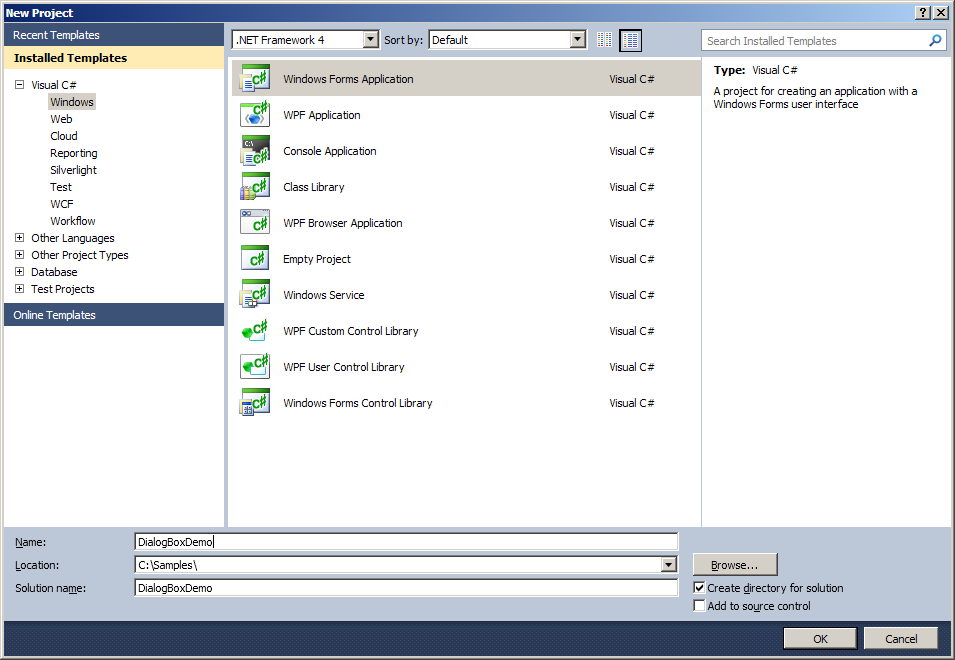 New Project
Recent Templates
Installed Templates
Visual C#
Windows
Web
Cloud
Reporting
Silverlight
Test
WCF
Workflow
Other Languages
Other Project Types
Database
Test Projects
Online Templates
.NET Framework 4 Sort by: Default
Windows Forms Application Visual C#
WPF Application Visual C#
Console Application Visual C#
Class Library Visual C#
WPF Browser Application Visual C#
Empty Project Visual C#
Windows Service Visual C#
WPF Custom Control Library Visual C#
WPF User Control Library Visual C#
Windows Forms Control Library Visual C#
Search Installed Templates
Type: Visual C#
A project for creating an application with a
Windows Forms user interface
Name: DialogBoxDemo
Location: C:\Samples\ Browse...
Solution name: DialogBoxDemo
Create directory for solution
Add to source control
OK Cancel